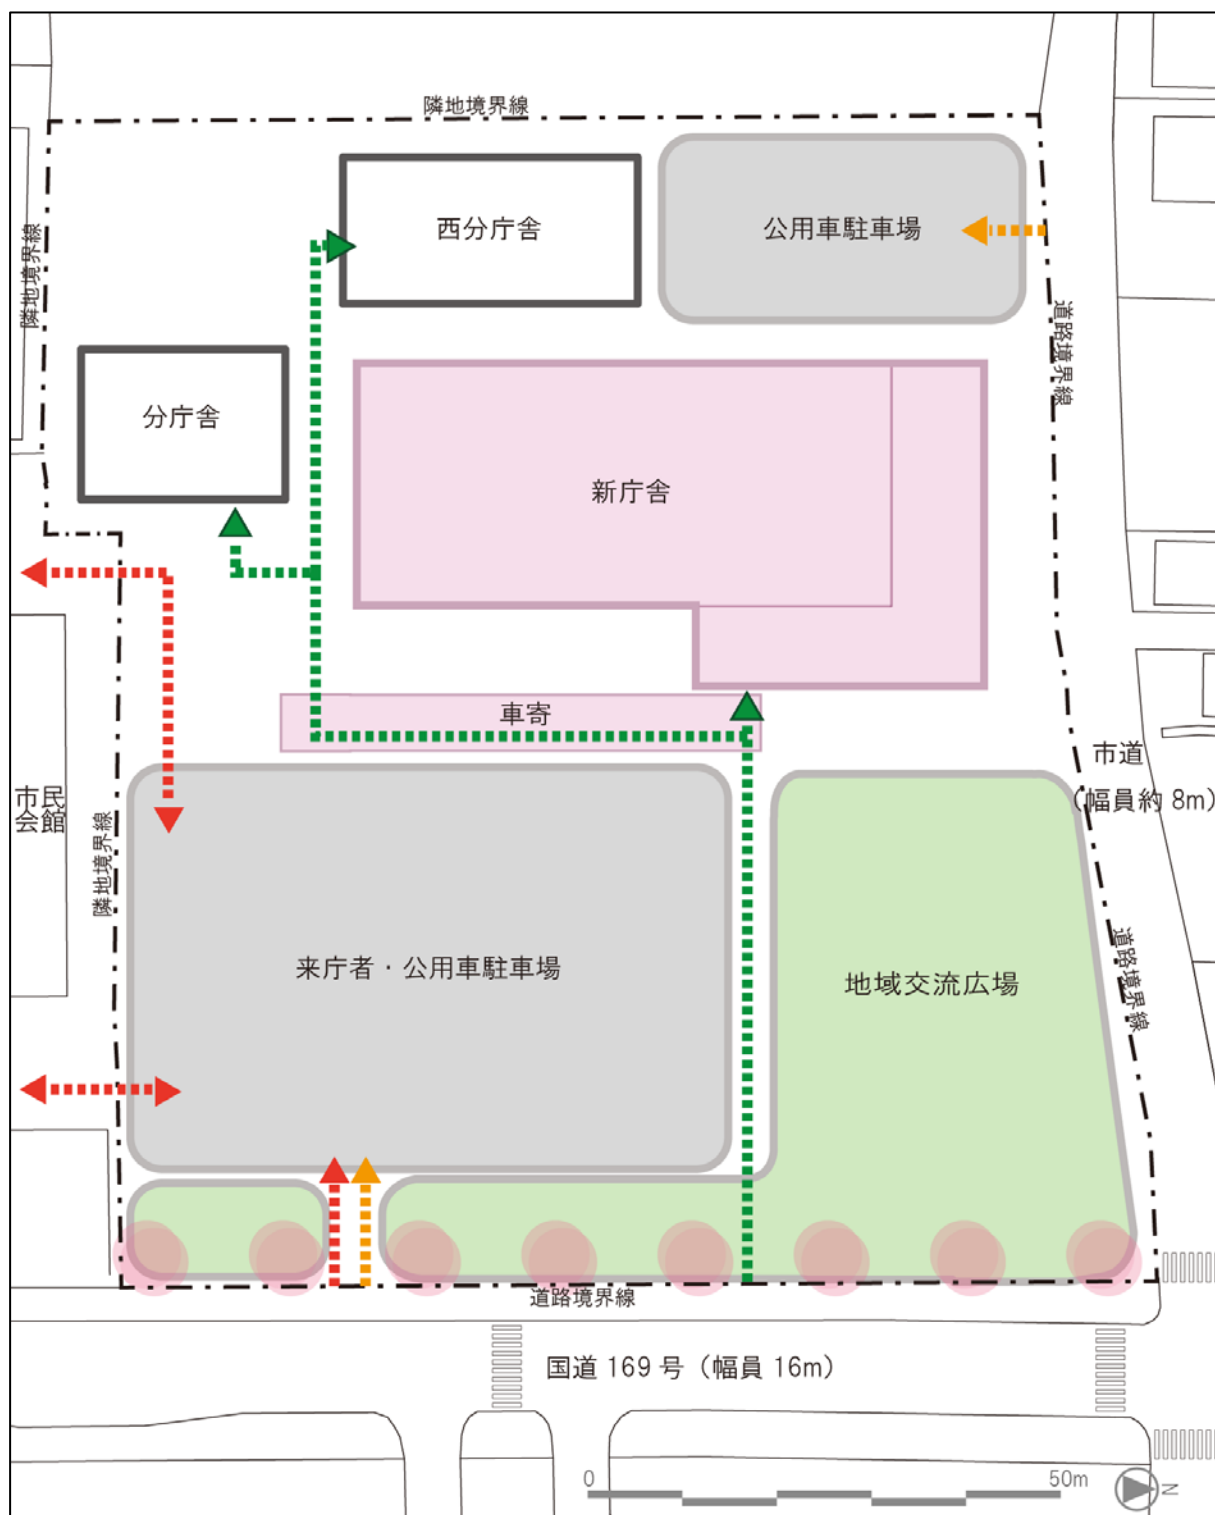 隣地境界線
隣地境界線
西分庁舎
公用車駐車場
道路境界線
分庁舎
新庁舎
車寄
市道
(幅員約 8m)
市民
会館
隣地境界線
来庁者・公用車駐車場
地域交流広場
道路境界線
道路境界線
国道 169 号（幅員 16m）
0
50m
N